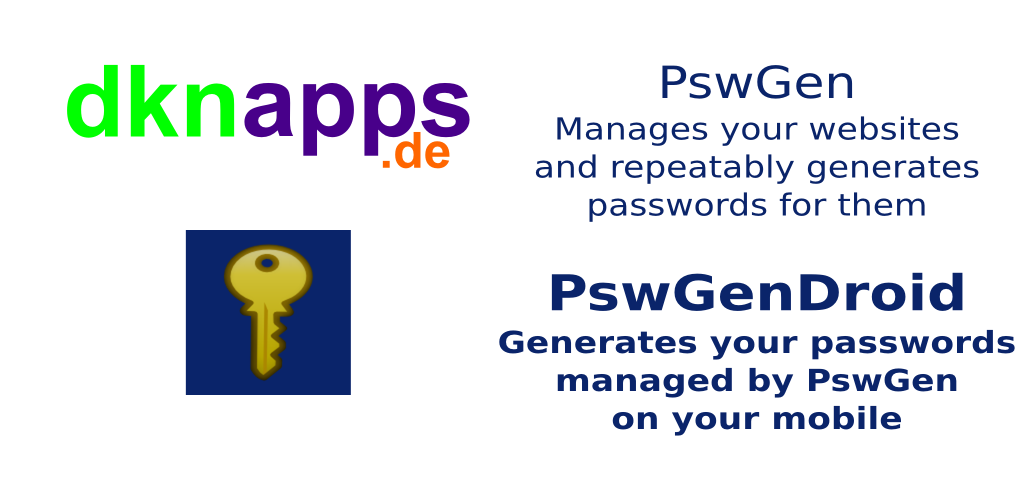 dknapps
.de
PswGen
Manages your websites
and repeatably generates
passwords for them
PswGenDroid
Generates your passwords
managed by PswGen
on your mobile